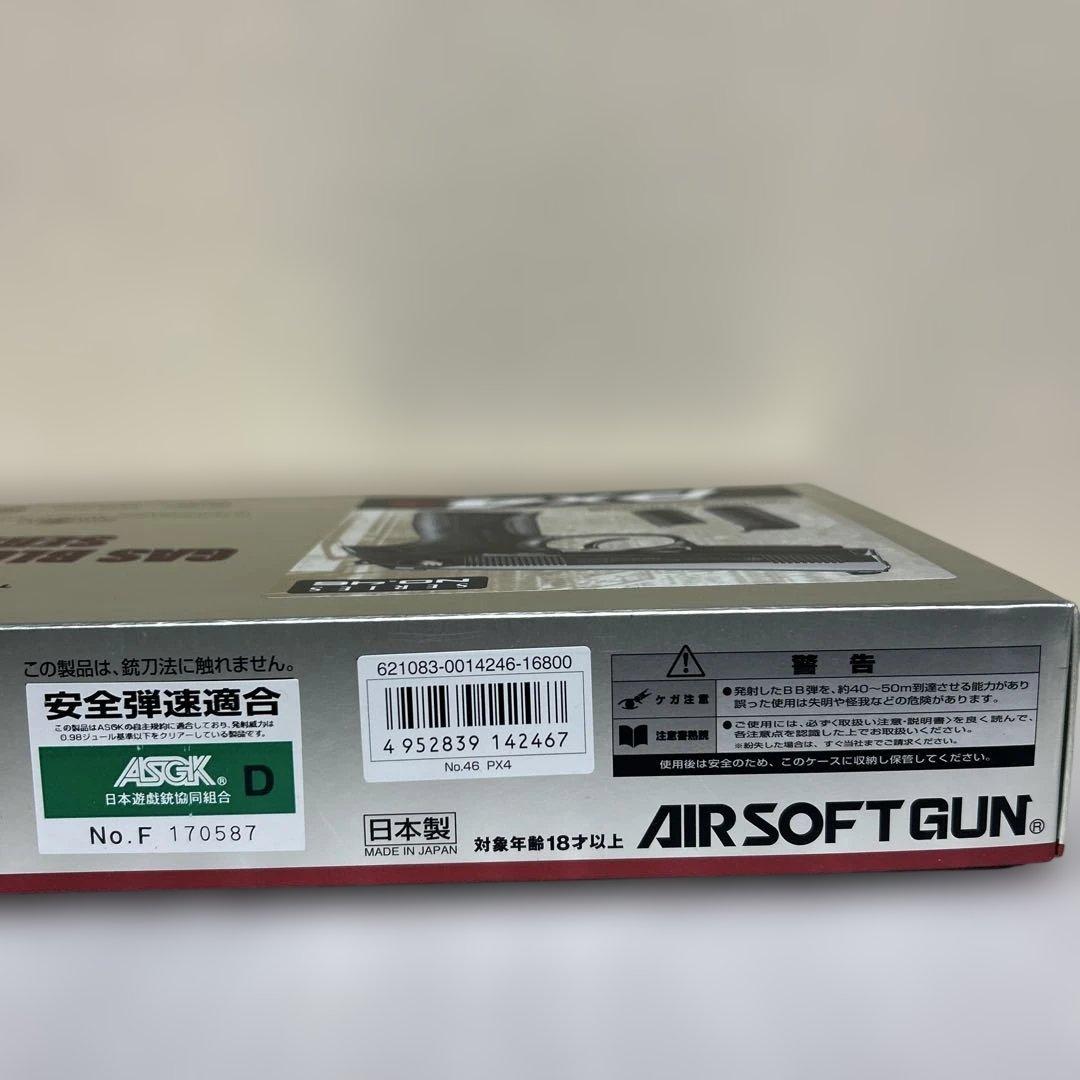 PX4
GAS BL
SERIE
SERIES
NO.46
この製品は、銃刀法に触れません。
安全弾速適合
この製品はASGKの自主規約に適合しており、発射威力は
0.98ジュール基準以下をクリアーしている製品です。
ASGK® D
日本遊戯銃協同組合
No.F 170587
621083-0014246-16800
4 952839 142467
No.46 PX4
日本製
MADE IN JAPAN
対象年齢18才以上
警告
ケガ注意
●発射したBB弾を、約40〜50m到達させる能力があり
誤った使用は失明や怪我などの危険があります。
注意書熟読
●ご使用には、必ず〈取扱い注意・説明書〉を良く読んで、
各注意点を認識した上でお取扱いください。
※紛失した場合は、すぐ当社までご請求ください。
使用後は安全のため、このケースに収納し保管してください。
AIRSOFTGUN®